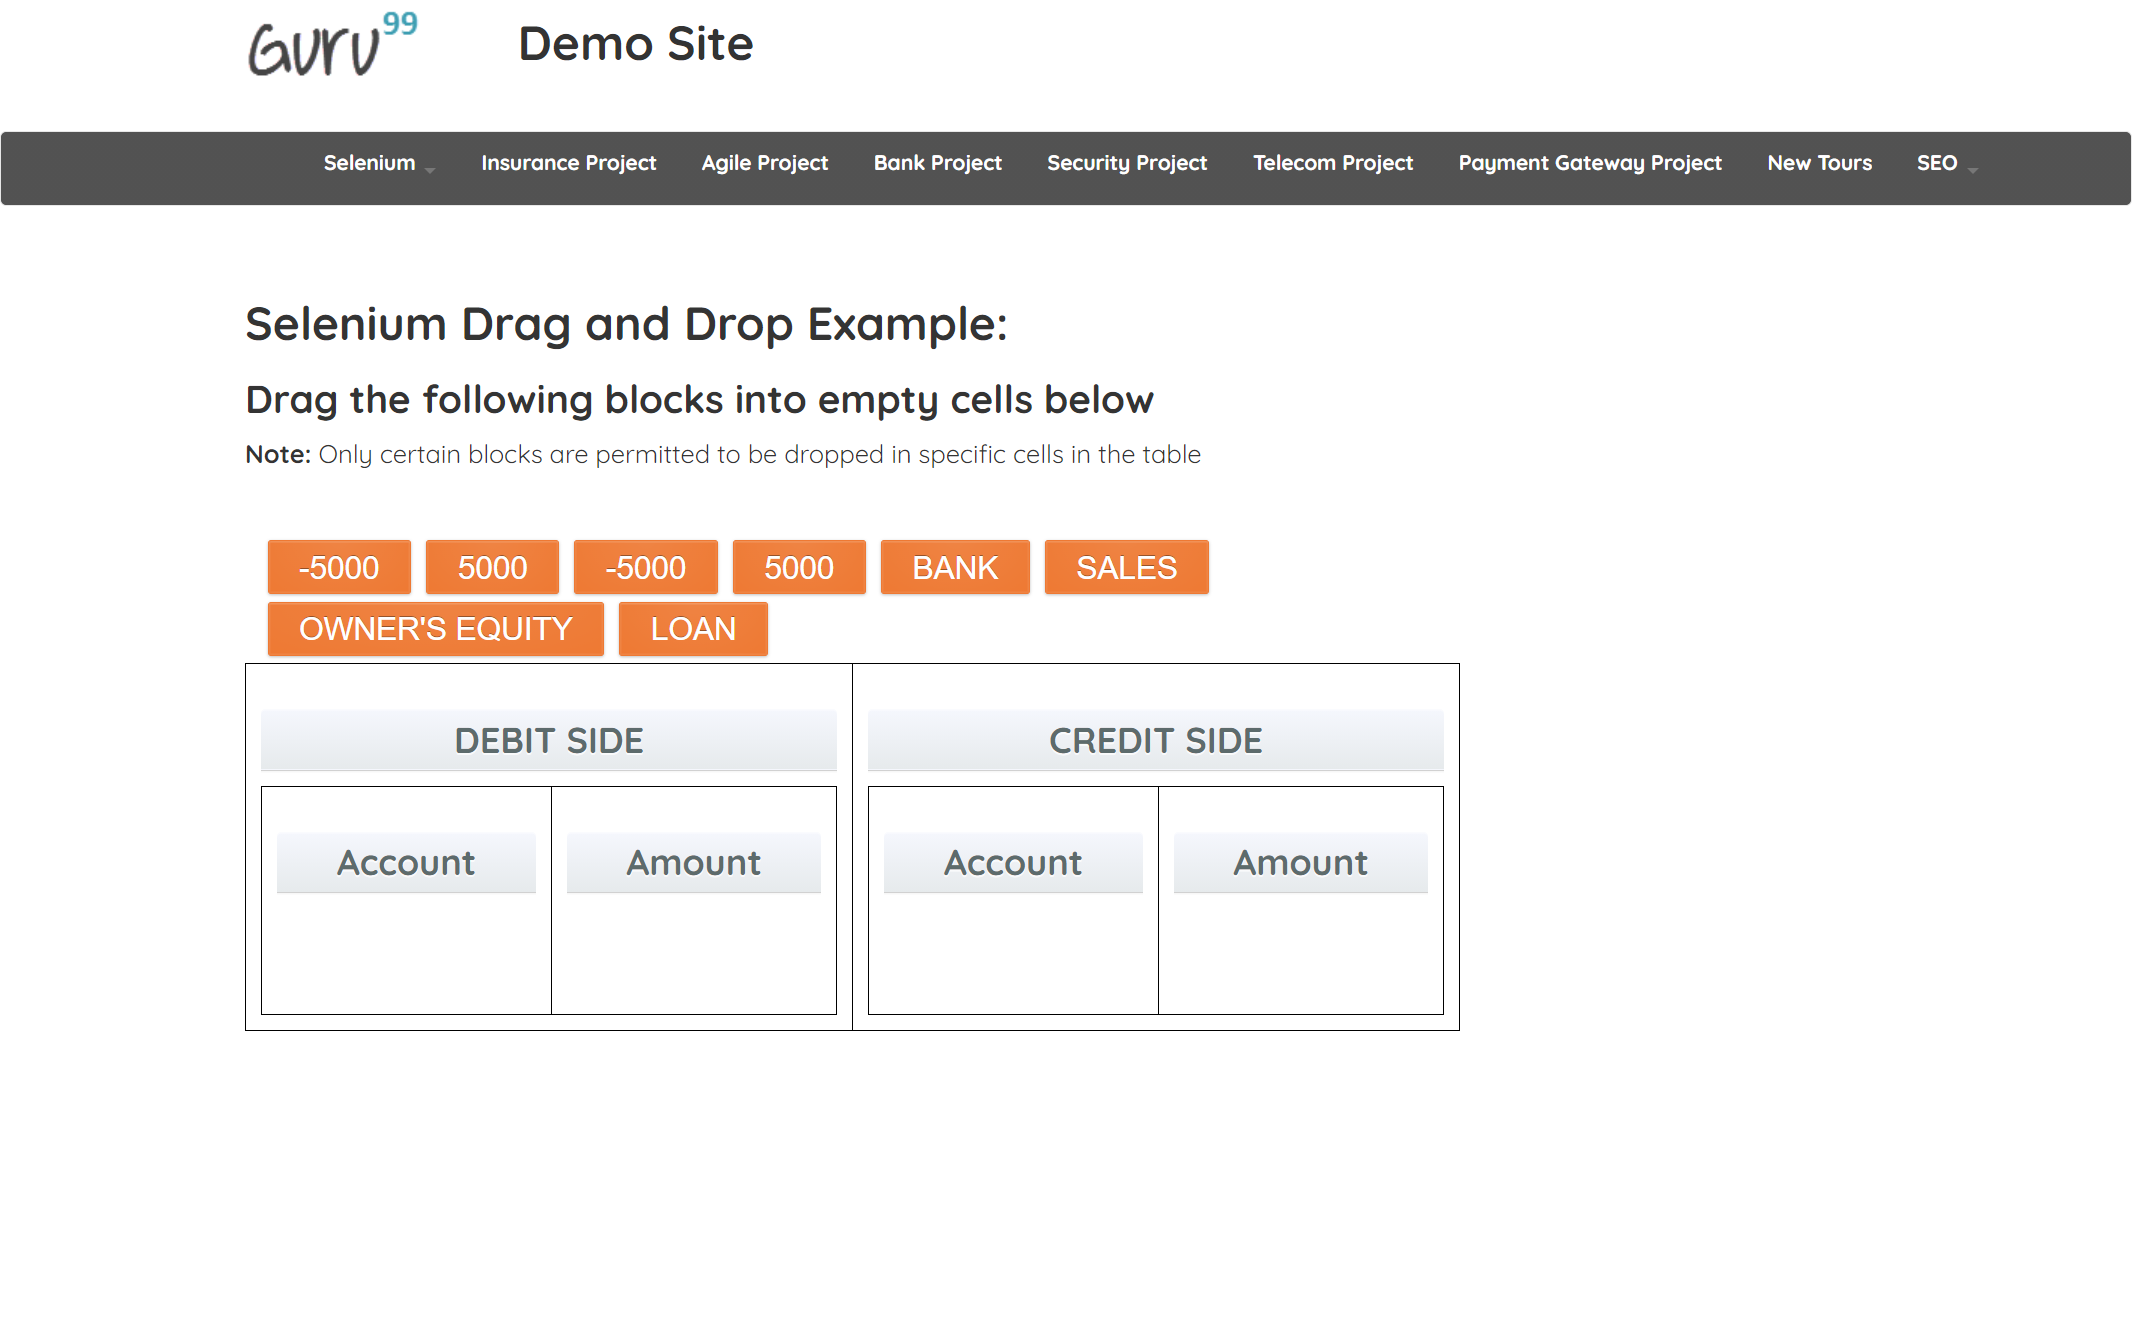 Guru99
Demo Site
Selenium Insurance Project Agile Project Bank Project Security Project Telecom Project Payment Gateway Project New Tours SEO
Selenium Drag and Drop Example:
Drag the following blocks into empty cells below
Note: Only certain blocks are permitted to be dropped in specific cells in the table
-5000 5000 -5000 5000 BANK SALES
OWNER'S EQUITY LOAN
DEBIT SIDE CREDIT SIDE
Account Amount Account Amount